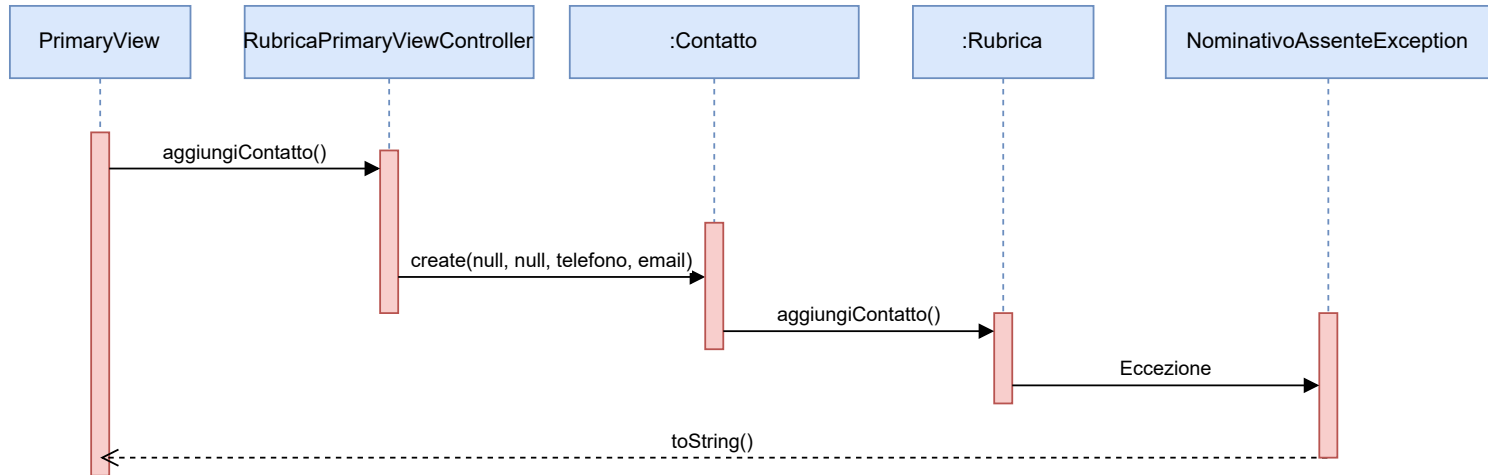 PrimaryView
RubricaPrimaryViewController
:Contatto
:Rubrica
NominativoAssenteException
aggiungiContatto()
create(null, null, telefono, email)
aggiungiContatto()
Eccezione
toString()